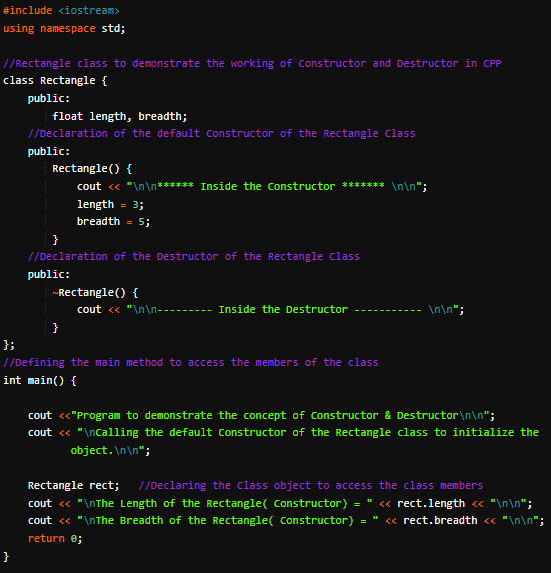 #include <iostream>
using namespace std;

//Rectangle class to demonstrate the working of Constructor and Destructor in CPP
class Rectangle {
    public:
        float length, breadth;
    //Declaration of the default Constructor of the Rectangle Class
    public:
        Rectangle() {
            cout << "\n\n****** Inside the Constructor ******* \n\n";
            length = 3;
            breadth = 5;
        }
    //Declaration of the Destructor of the Rectangle Class
    public:
        ~Rectangle() {
            cout << "\n\n--------- Inside the Destructor ----------- \n\n";
        }
};
//Defining the main method to access the members of the class
int main() {

    cout <<"Program to demonstrate the concept of Constructor & Destructor\n\n";
    cout << "\nCalling the default Constructor of the Rectangle class to initialize the
           object.\n\n";

    Rectangle rect;   //Declaring the Class object to access the class members
    cout << "\nThe Length of the Rectangle( Constructor) = " << rect.length << "\n\n";
    cout << "\nThe Breadth of the Rectangle( Constructor) = " << rect.breadth << "\n\n";
    return 0;
}